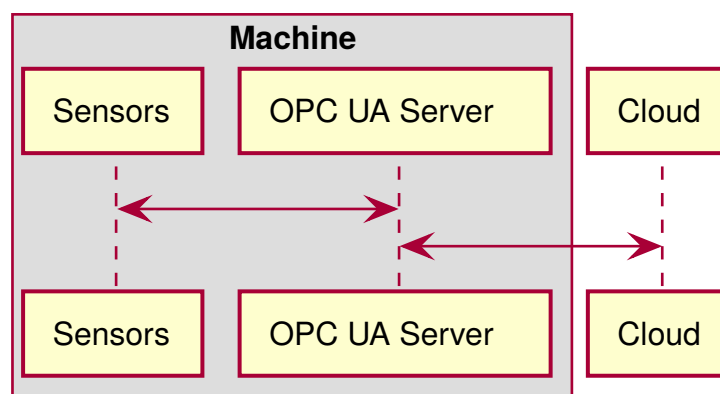 Machine
Sensors
OPC UA Server
Cloud
Sensors
OPC UA Server
Cloud